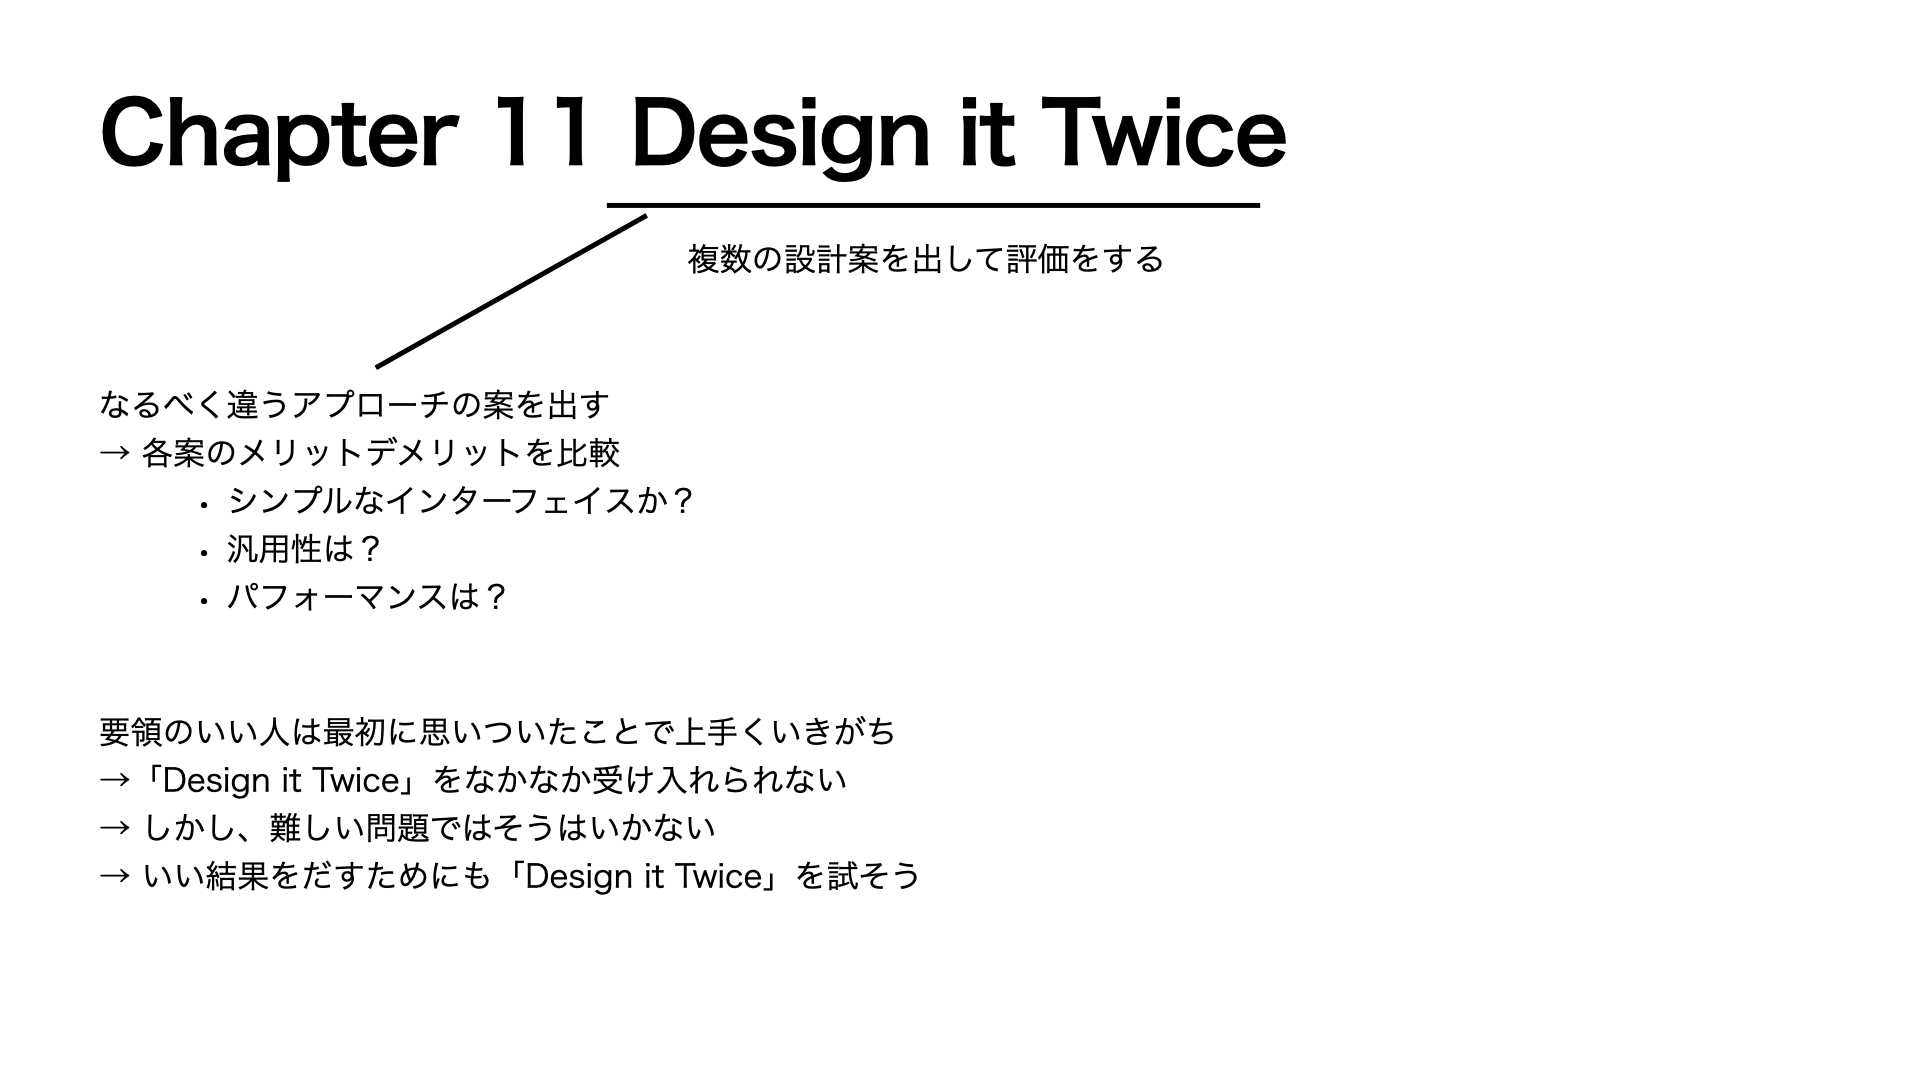 Chapter 11 Design it Twice
複数の設計案を出して評価をする
なるべく違うアプローチの案を出す
→ 各案のメリットデメリットを比較
• シンプルなインターフェイスか？
• 汎用性は？
• パフォーマンスは？
要領のいい人は最初に思いついたことで上手くいきがち
→「Design it Twice」をなかなか受け入れられない
→ しかし、難しい問題ではそうはいかない
→ いい結果をだすためにも「Design it Twice」を試そう